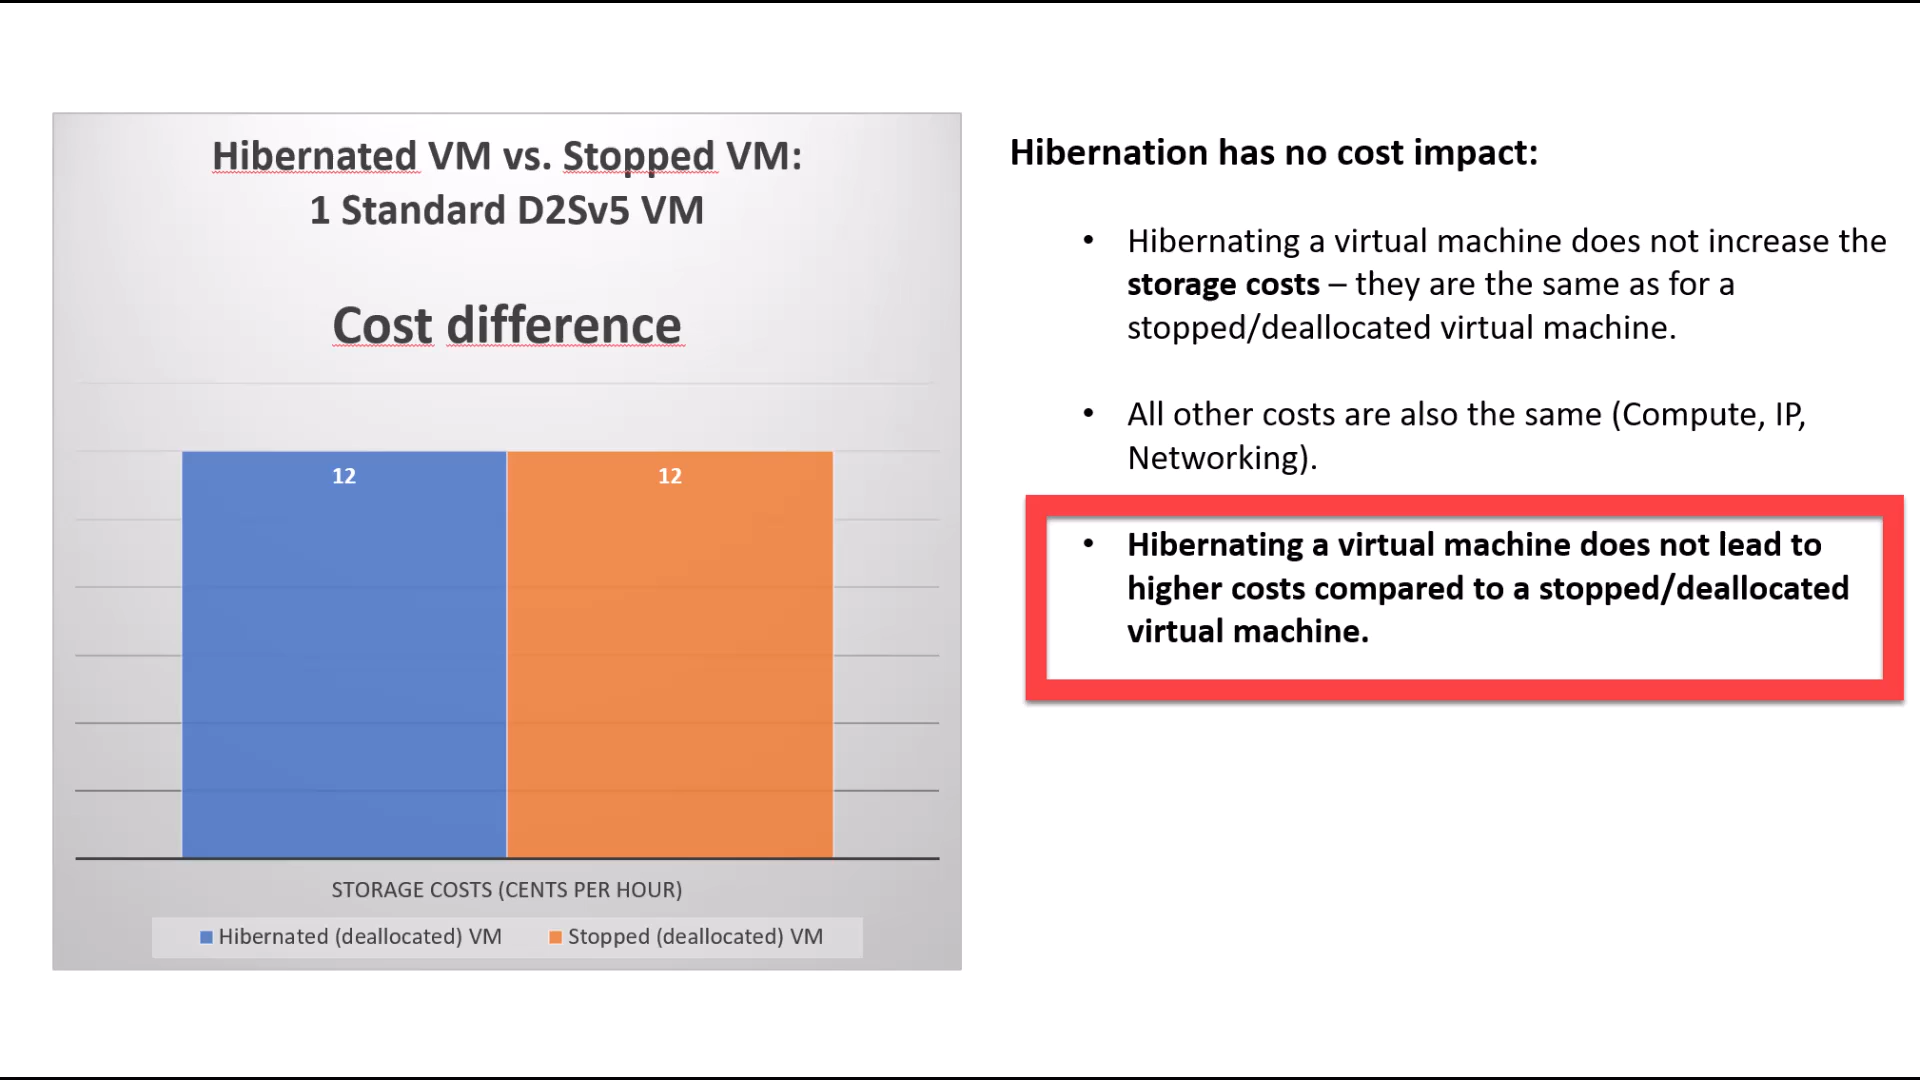 Hibernated VM vs. Stopped VM:
1 Standard D2Sv5 VM
Cost difference
12
12
STORAGE COSTS (CENTS PER HOUR)
Hibernated (deallocated) VM
Stopped (deallocated) VM
Hibernation has no cost impact:
• Hibernating a virtual machine does not increase the
storage costs – they are the same as for a
stopped/deallocated virtual machine.
• All other costs are also the same (Compute, IP,
Networking).
• Hibernating a virtual machine does not lead to
higher costs compared to a stopped/deallocated
virtual machine.